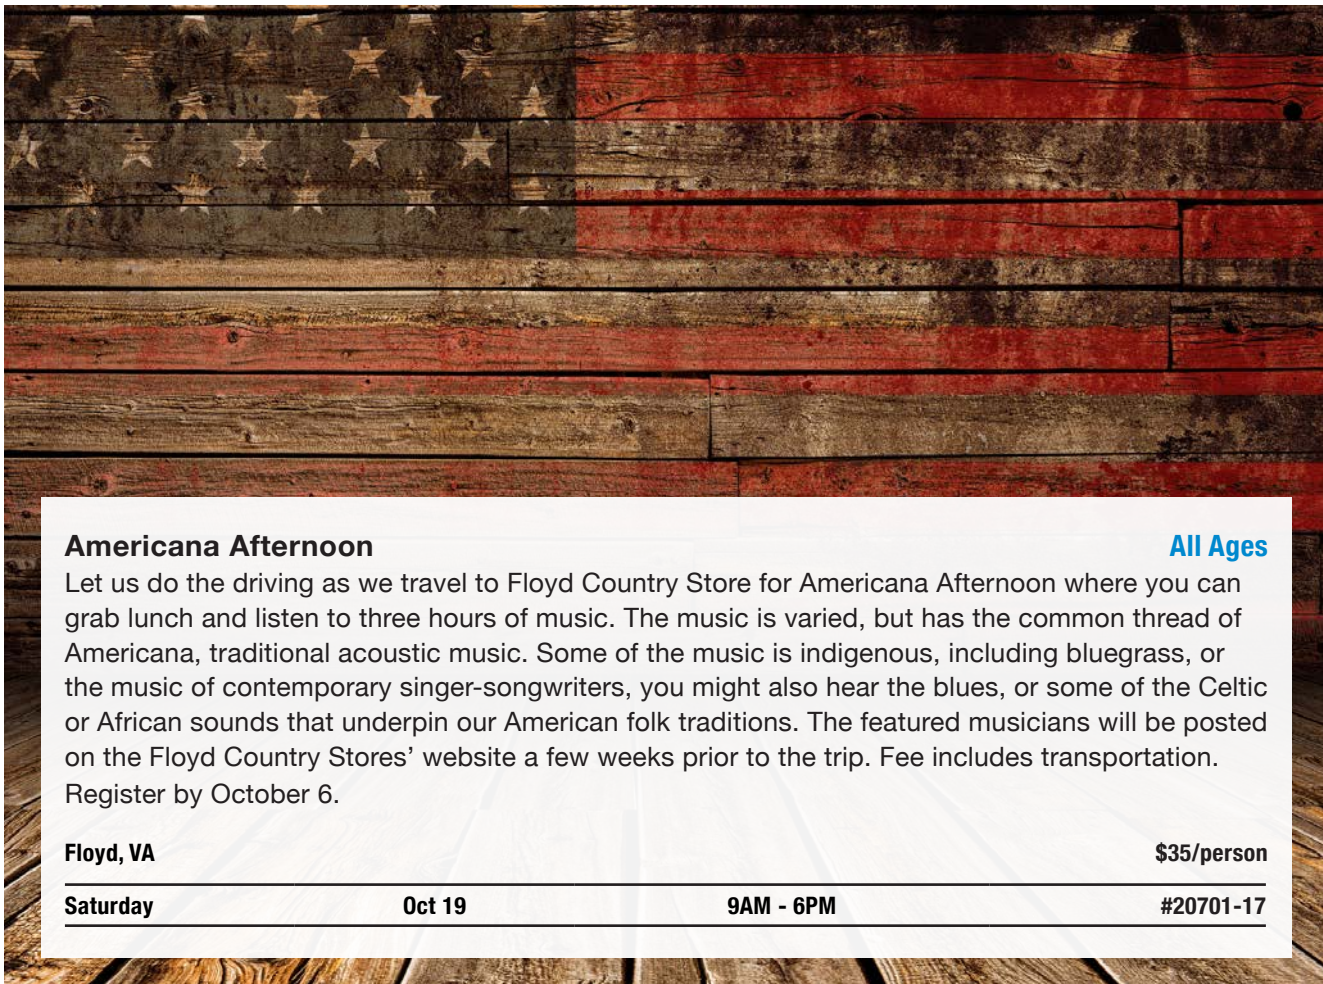 Americana Afternoon All Ages
Let us do the driving as we travel to Floyd Country Store for Americana Afternoon where you can
grab lunch and listen to three hours of music. The music is varied, but has the common thread of
Americana, traditional acoustic music. Some of the music is indigenous, including bluegrass, or
the music of contemporary singer-songwriters, you might also hear the blues, or some of the Celtic
or African sounds that underpin our American folk traditions. The featured musicians will be posted
on the Floyd Country Stores’ website a few weeks prior to the trip. Fee includes transportation.
Register by October 6.
Floyd, VA $35/person
Saturday Oct 19 9AM - 6PM #20701-17